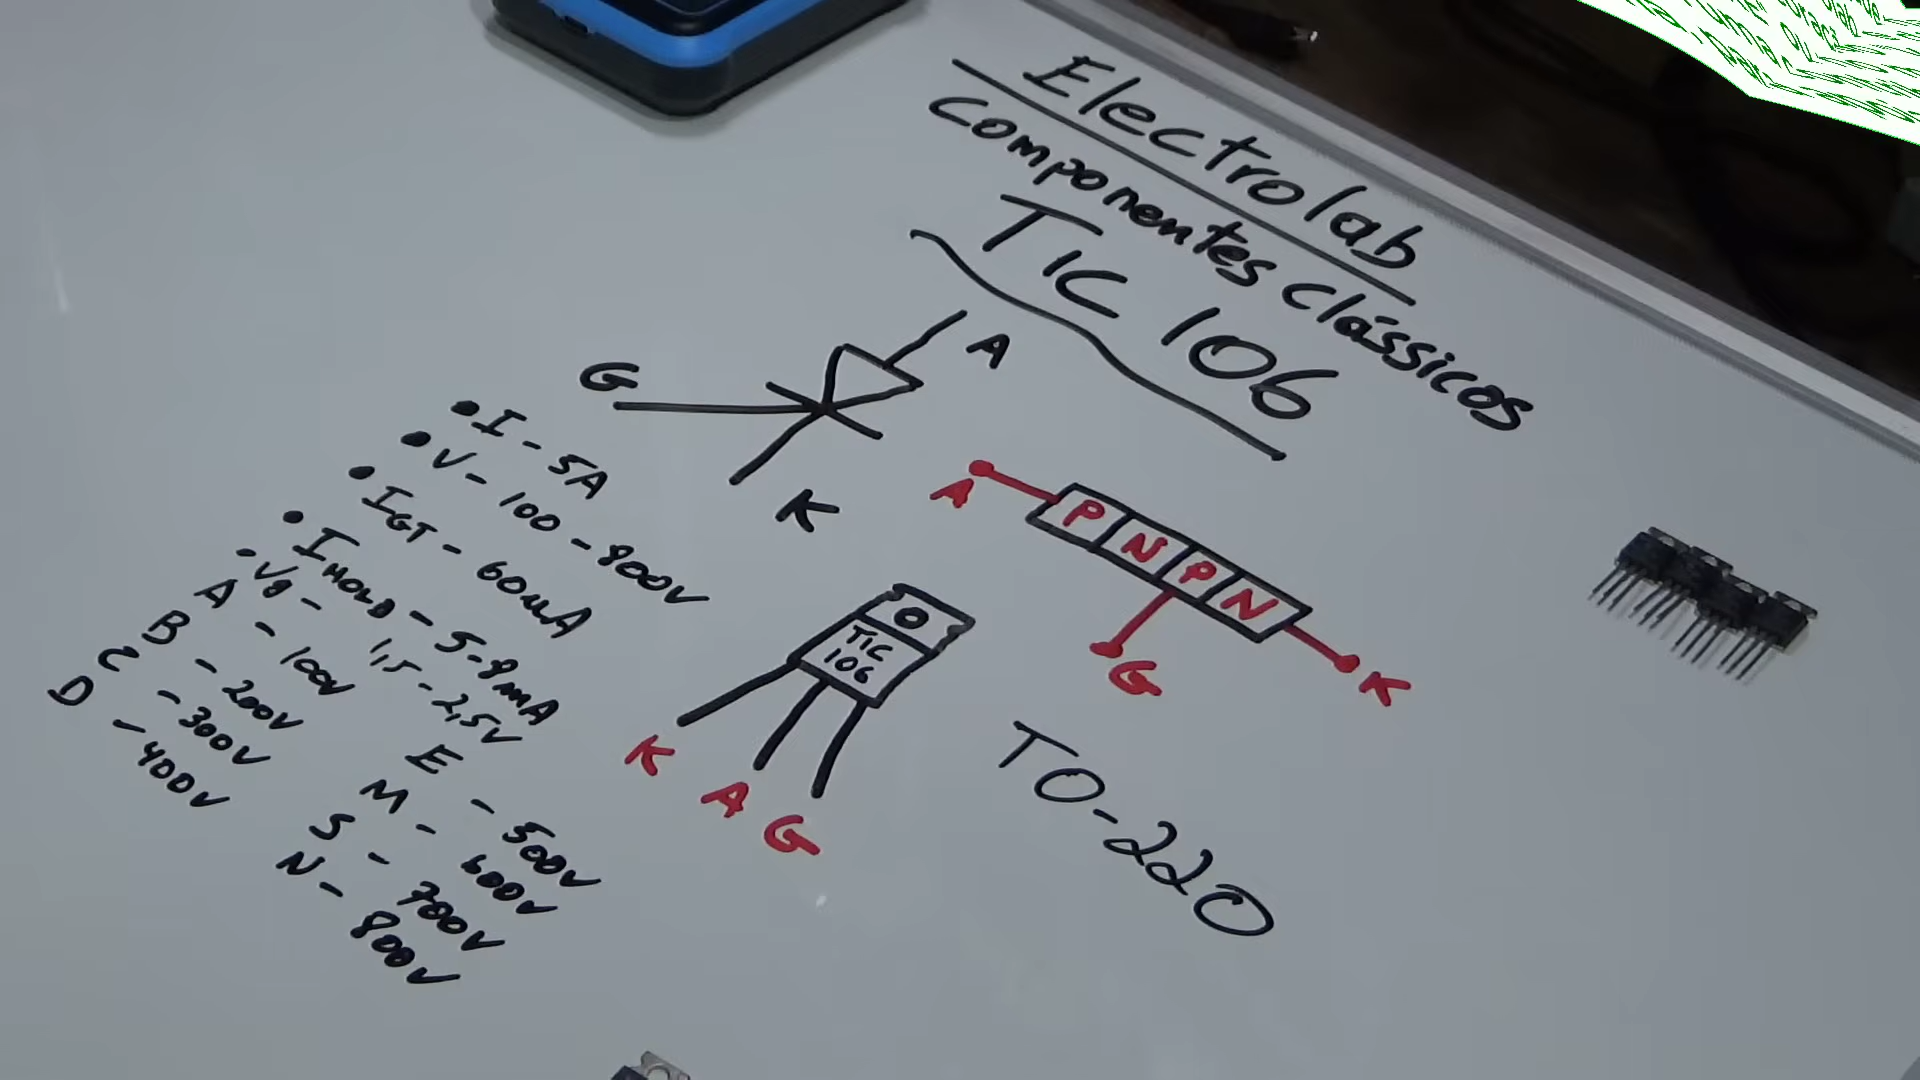 Electrolab
Componentes Clássicos
TIC 106
A
G
K
• I - 5A
• V - 100 - 800V
• IGT - 60µA
• IHOLD - 5-8mA
• Vg - 1,5 - 2,5V
A - 100V
B - 200V
C - 300V
D - 400V
E - 500V
M - 600V
S - 700V
N - 800V
A P N P N K
G
TIC
106
K A G
TO-220